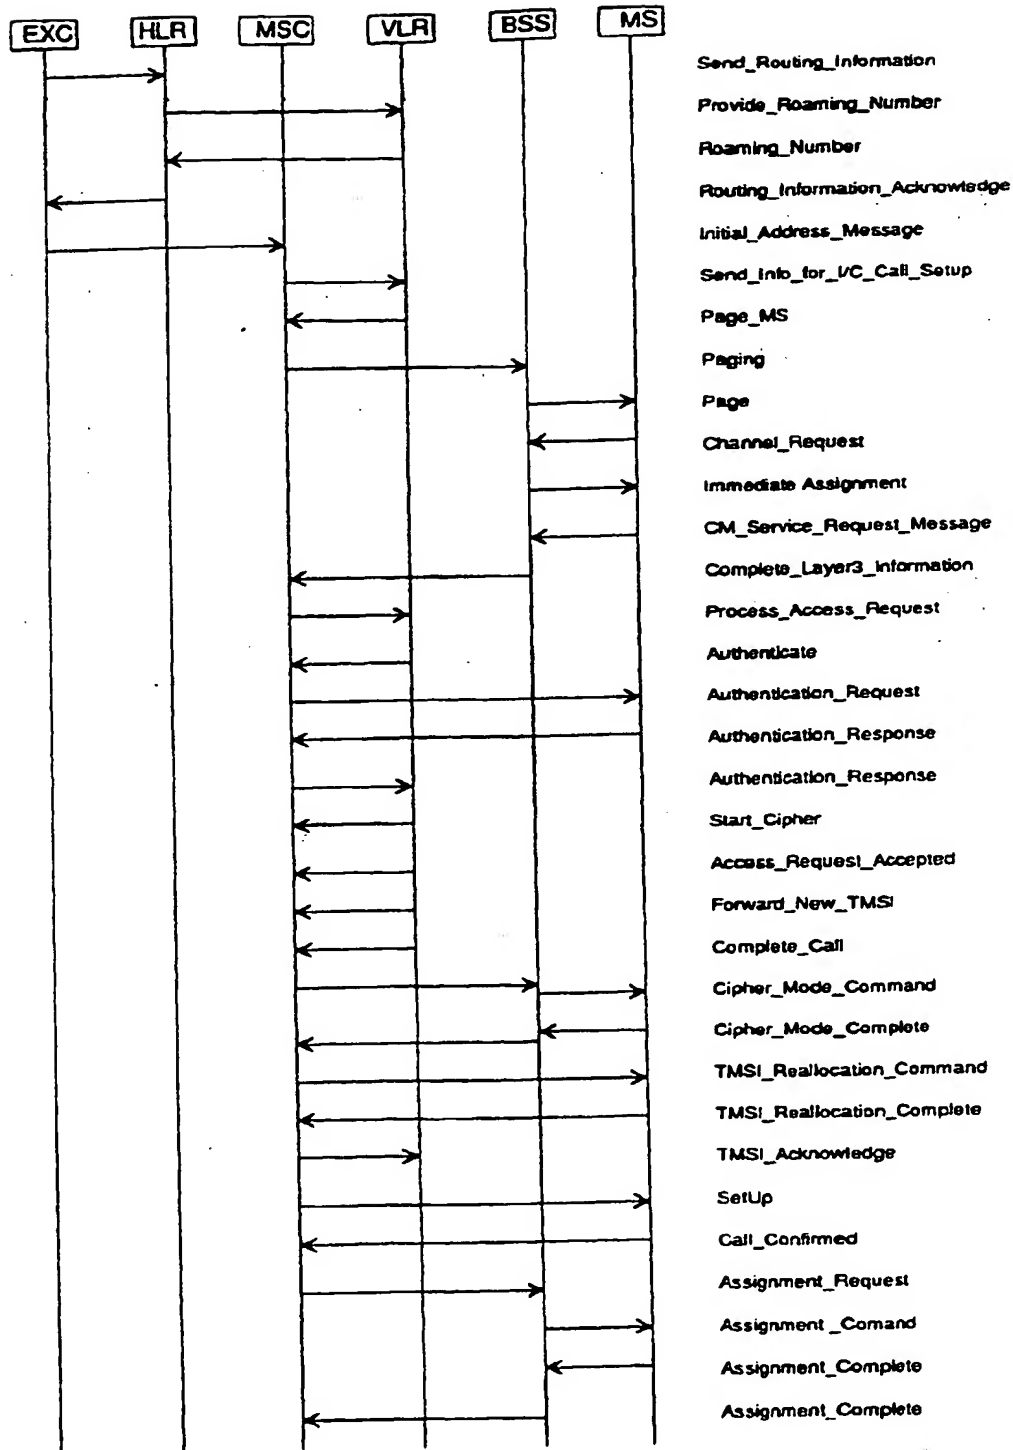 EXC HLR MSC VLR BSS MS
Send_Routing_Information
Provide_Roaming_Number
Roaming_Number
Routing_Information_Acknowledge
Initial_Address_Message
Send_Info_for_I/C_Call_Setup
Page_MS
Paging
Page
Channel_Request
Immediate Assignment
CM_Service_Request_Message
Complete_Layer3_Information
Process_Access_Request
Authenticate
Authentication_Request
Authentication_Response
Authentication_Response
Start_Cipher
Access_Request_Accepted
Forward_New_TMSI
Complete_Call
Cipher_Mode_Command
Cipher_Mode_Complete
TMSI_Reallocation_Command
TMSI_Reallocation_Complete
TMSI_Acknowledge
SetUp
Call_Confirmed
Assignment_Request
Assignment _Comand
Assignment_Complete
Assignment_Complete